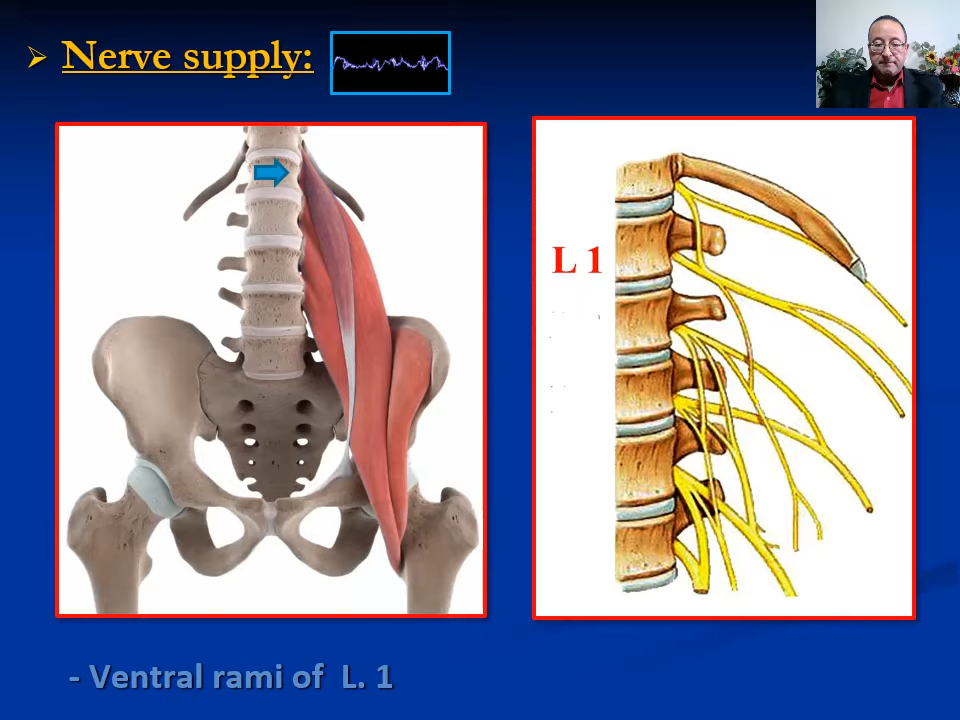 Nerve supply:
L 1
- Ventral rami of L. 1